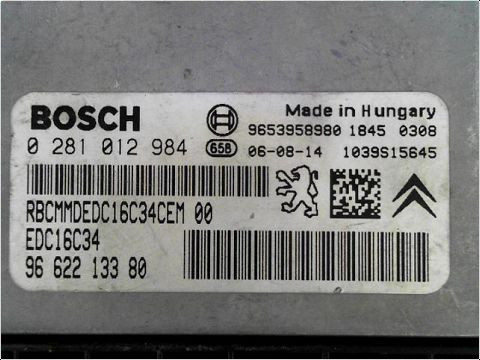 BOSCH
Made in Hungary
9653958980 1845 0308
0 281 012 984
658 06-08-14 1039S15645
RBCMMDEDC16C34CEM 00
EDC16C34
96 622 133 80